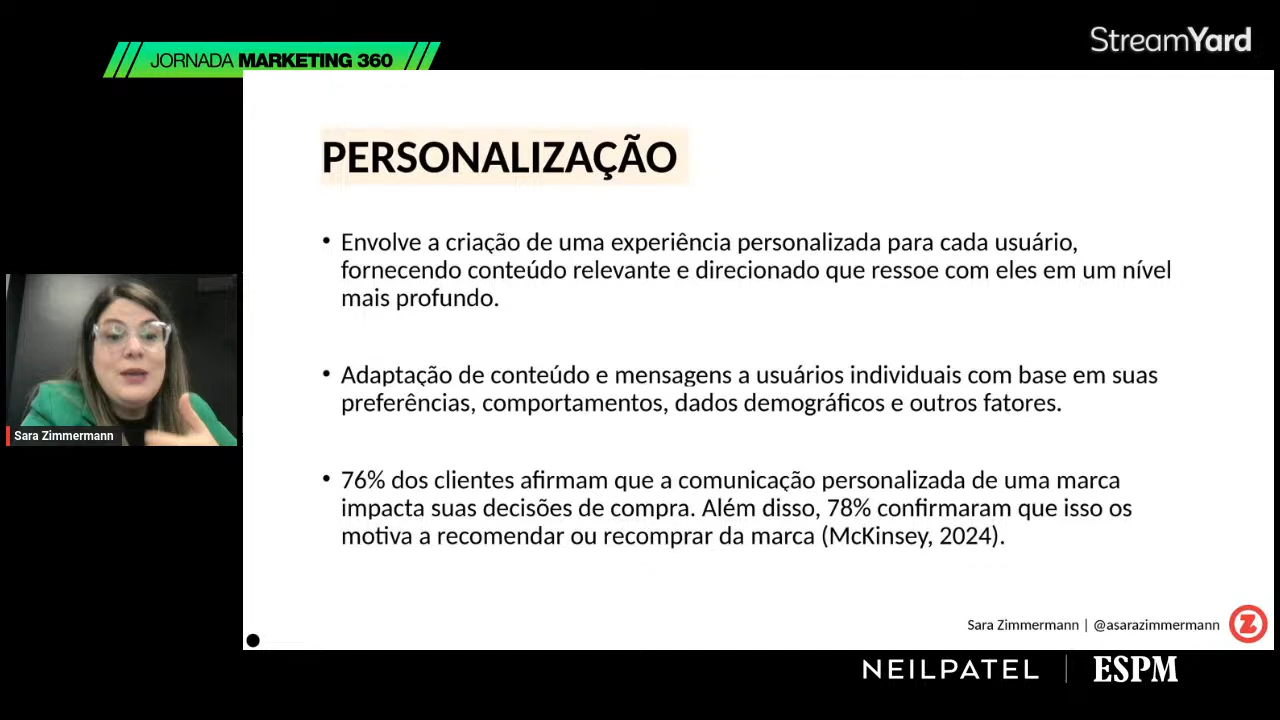 JORNADA MARKETING 360
StreamYard
PERSONALIZAÇÃO
• Envolve a criação de uma experiência personalizada para cada usuário,
fornecendo conteúdo relevante e direcionado que ressoe com eles em um nível
mais profundo.
• Adaptação de conteúdo e mensagens a usuários individuais com base em suas
preferências, comportamentos, dados demográficos e outros fatores.
• 76% dos clientes afirmam que a comunicação personalizada de uma marca
impacta suas decisões de compra. Além disso, 78% confirmaram que isso os
motiva a recomendar ou recomprar da marca (McKinsey, 2024).
Sara Zimmermann
Sara Zimmermann | @asarazimmermann
Z
NEILPATEL | ESPM